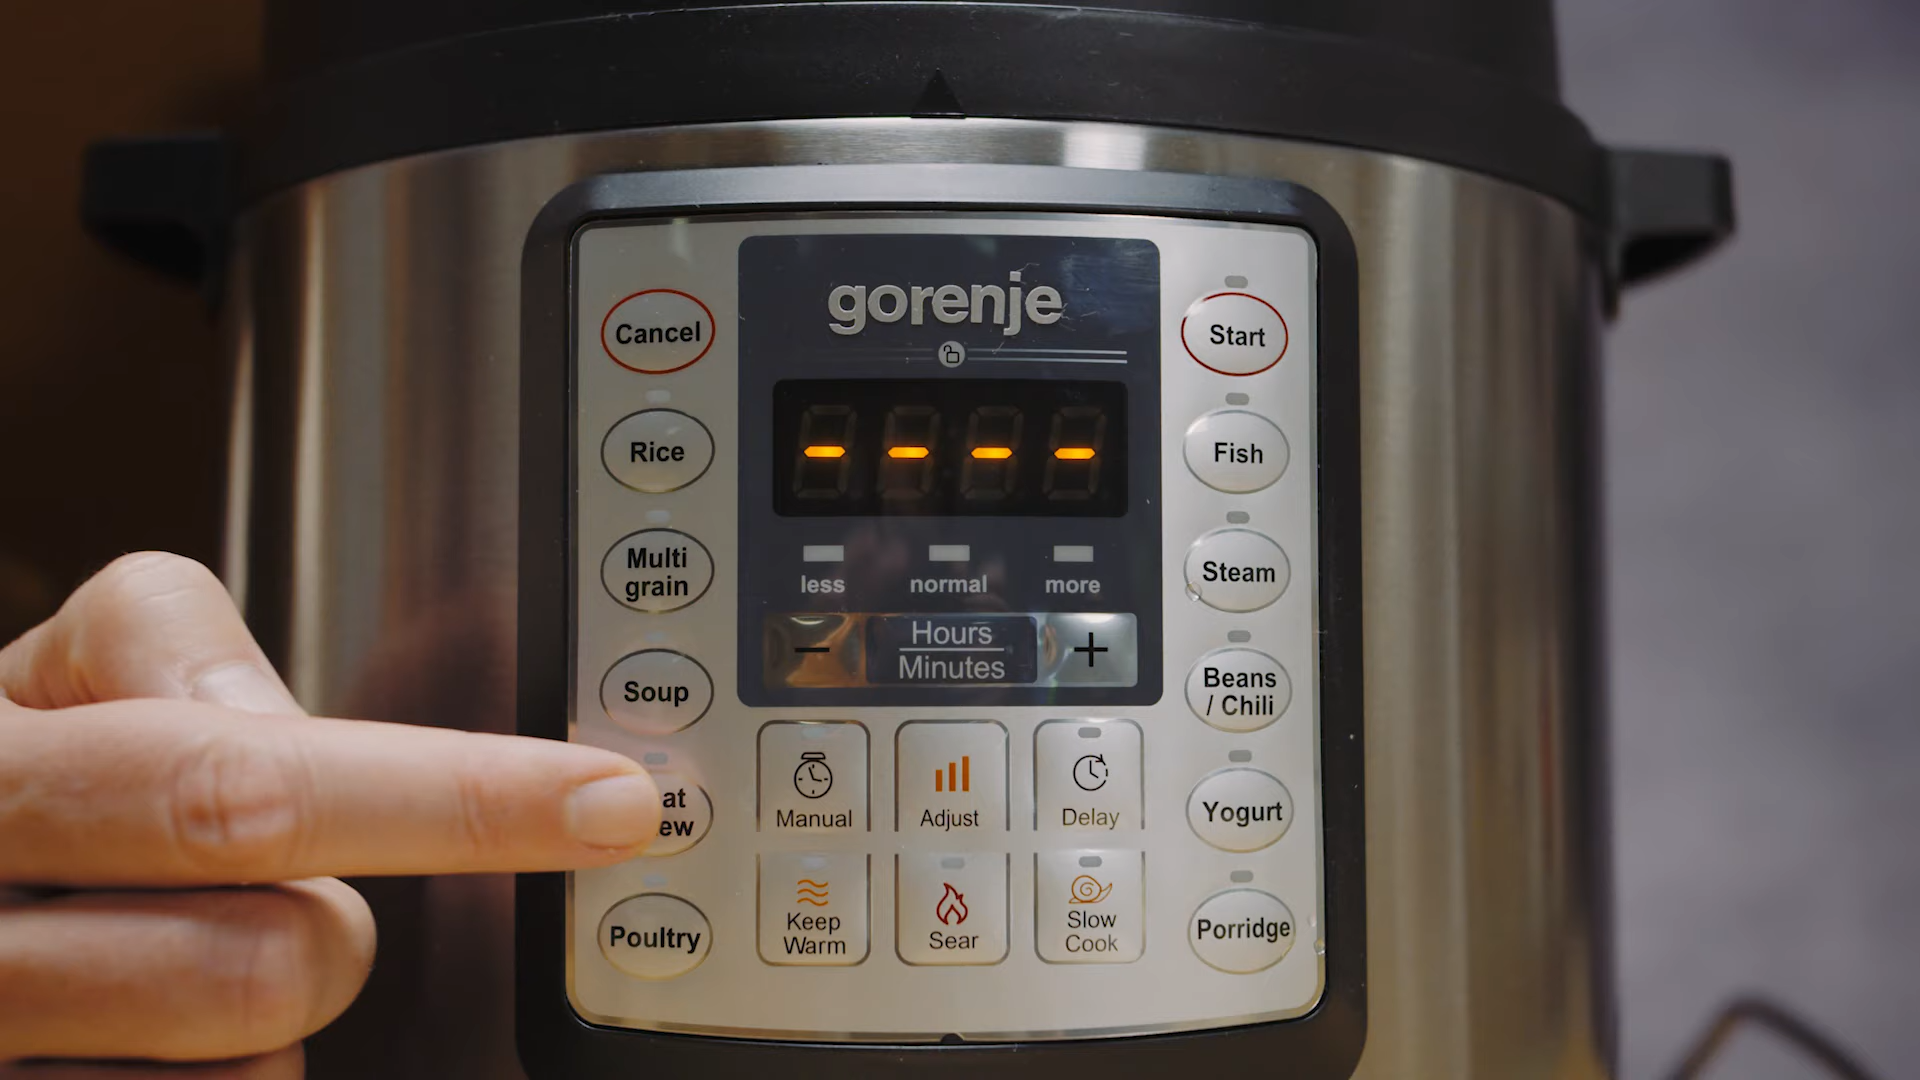 gorenje
Cancel
Start
Rice
Fish
Multi
grain
Steam
less normal more
Hours
Minutes
- +
Soup
Beans
/ Chili
Manual
Adjust
Delay
Yogurt
Keep
Warm
Sear
Slow
Cook
Poultry
Porridge